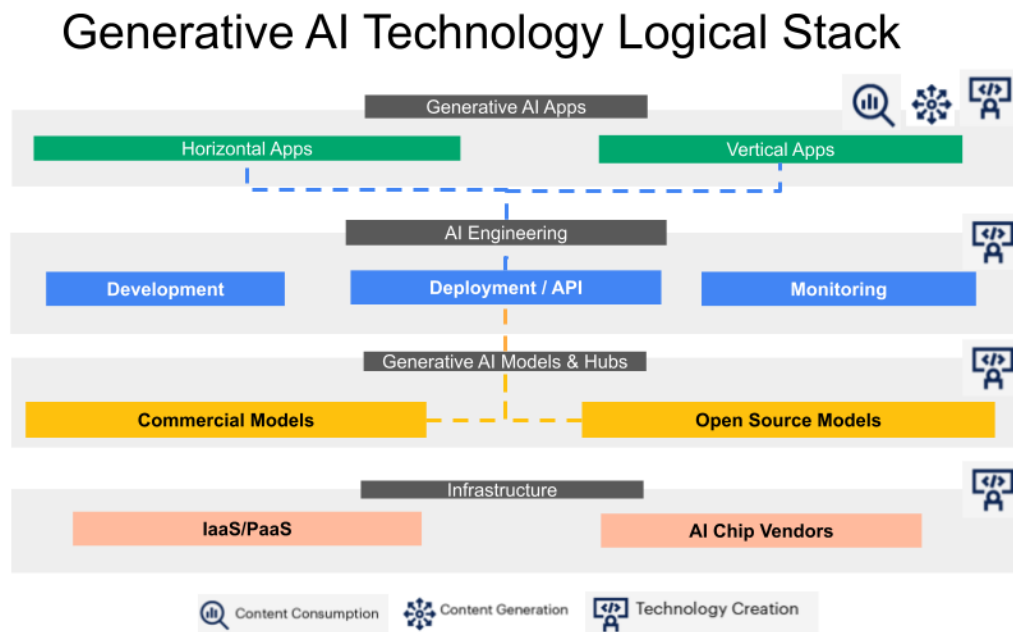 Generative AI Technology Logical Stack
Generative AI Apps
Horizontal Apps
Vertical Apps
AI Engineering
Development
Deployment / API
Monitoring
Generative AI Models & Hubs
Commercial Models
Open Source Models
Infrastructure
IaaS/PaaS
AI Chip Vendors
Content Consumption
Content Generation
Technology Creation